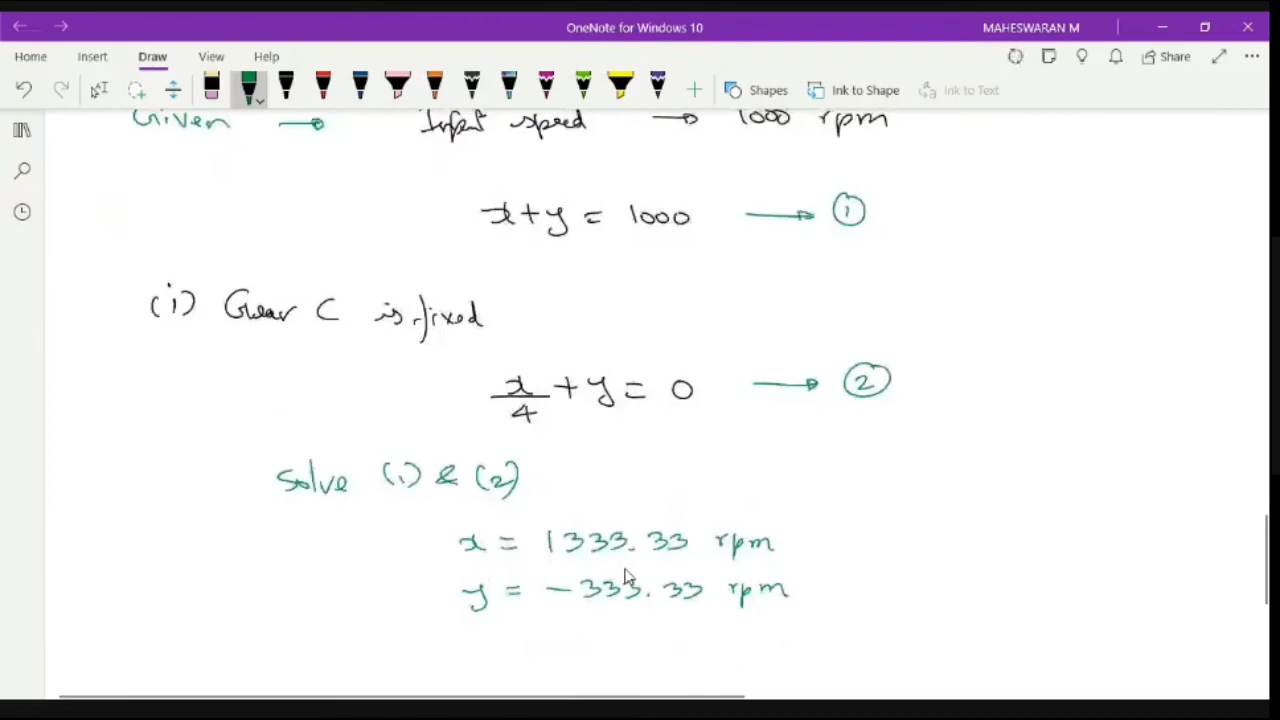 OneNote for Windows 10
MAHESWARAN M
Home Insert Draw View Help
Share
Shapes Ink to Shape Ink to Text
Given → Input speed → 1000 rpm
x+y = 1000 → ①
(i) Gear C is fixed
x/4 + y = 0 → ②
Solve (1) & (2)
x = 1333.33 rpm
y = -333.33 rpm